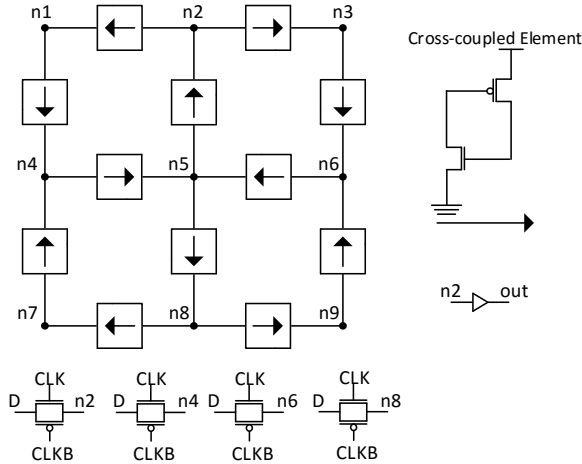 n1 n2 n3
Cross-coupled Element
n4 n5 n6
n7 n8 n9
n2 out
CLK CLK CLK CLK
D n2 D n4 D n6 D n8
CLKB CLKB CLKB CLKB